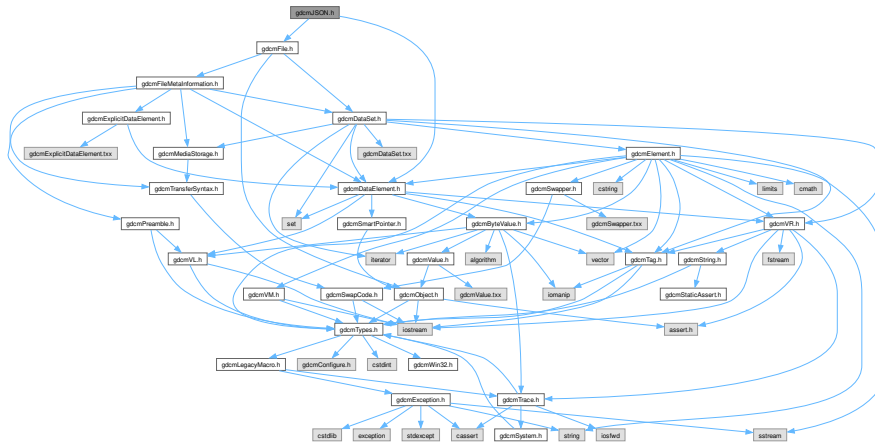 gdcmJSON.h
gdcmFile.h
gdcmFileMetaInformation.h
gdcmExplicitDataElement.h
gdcmDataSet.h
gdcmExplicitDataElement.txx
gdcmMediaStorage.h
gdcmDataSet.txx
gdcmElement.h
gdcmTransferSyntax.h
gdcmDataElement.h
gdcmSwapper.h
cstring
limits
cmath
gdcmPreamble.h
set
gdcmSmartPointer.h
gdcmByteValue.h
gdcmSwapper.txx
gdcmVR.h
gdcmVL.h
iterator
gdcmValue.h
algorithm
vector
gdcmTag.h
gdcmString.h
fstream
gdcmVM.h
gdcmSwapCode.h
gdcmObject.h
gdcmValue.txx
iomanip
gdcmStaticAssert.h
gdcmTypes.h
iostream
assert.h
gdcmLegacyMacro.h
gdcmConfigure.h
cstdint
gdcmWin32.h
gdcmException.h
gdcmTrace.h
cstdlib
exception
stdexcept
cassert
gdcmSystem.h
string
iosfwd
sstream